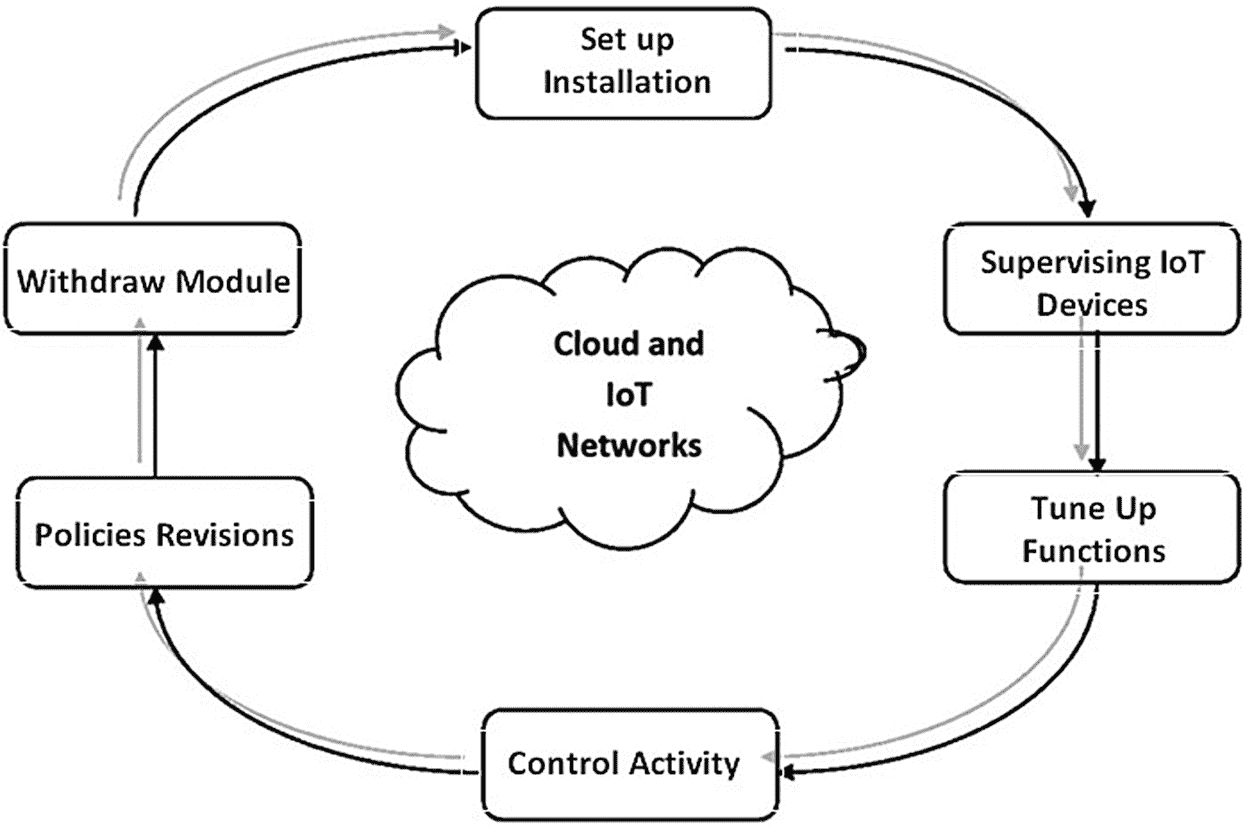 Set up
Installation
Supervising IoT
Devices
Tune Up
Functions
Control Activity
Policies Revisions
Withdraw Module
Cloud and
IoT
Networks